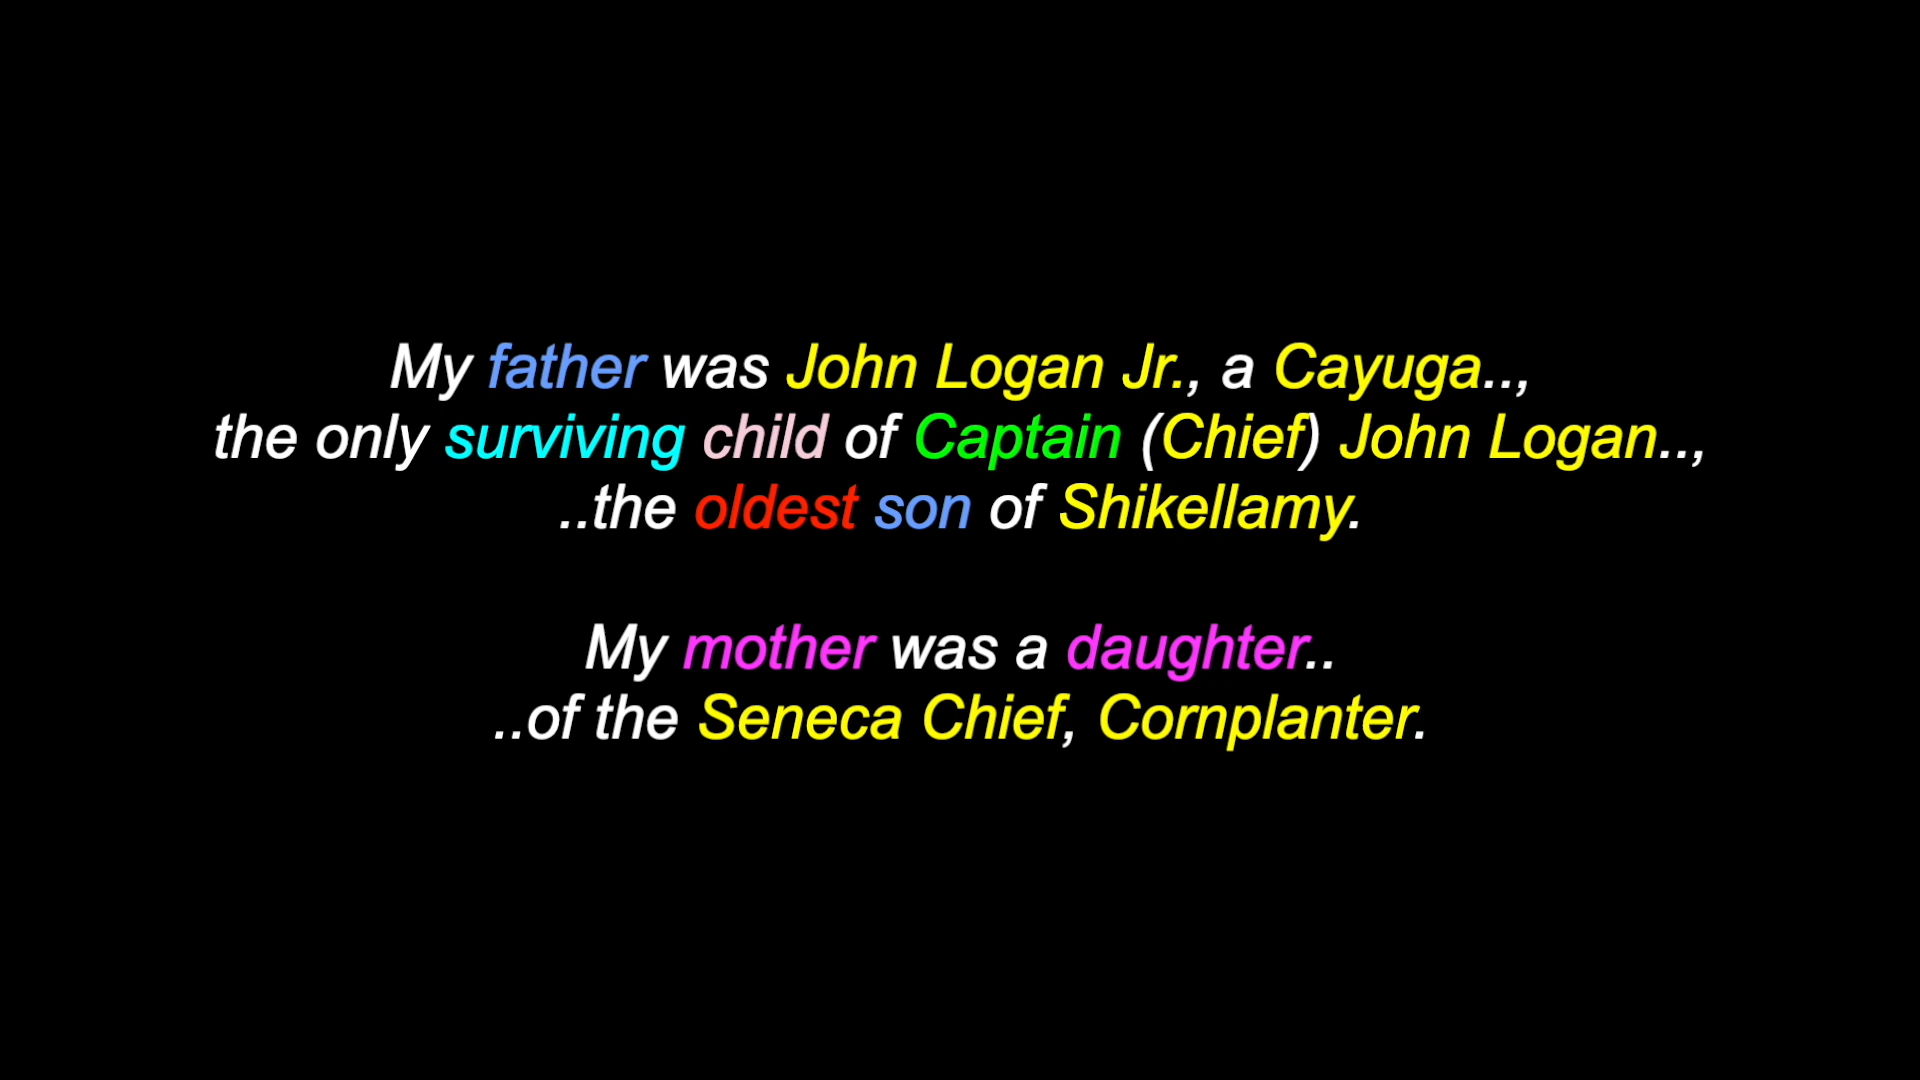 My father was John Logan Jr., a Cayuga..,
the only surviving child of Captain (Chief) John Logan..,
..the oldest son of Shikellamy.
My mother was a daughter..
..of the Seneca Chief, Cornplanter.